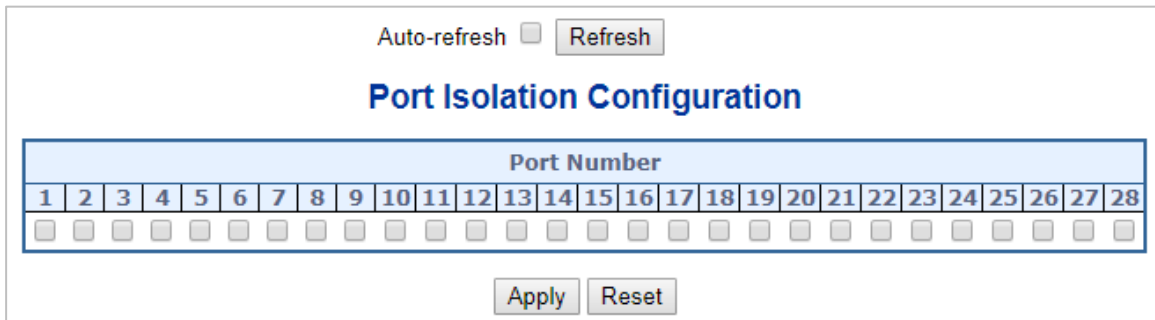 Auto-refresh Refresh
Port Isolation Configuration
Port Number
1 2 3 4 5 6 7 8 9 10 11 12 13 14 15 16 17 18 19 20 21 22 23 24 25 26 27 28
Apply Reset